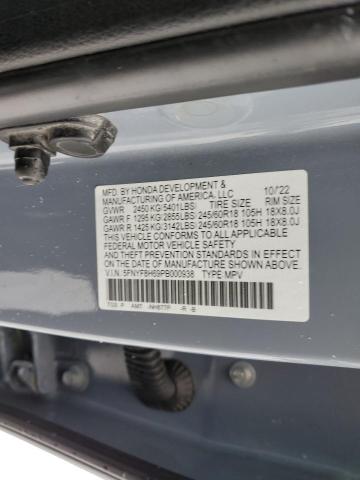 MFD. BY HONDA DEVELOPMENT & 10/22
MANUFACTURING OF AMERICA, LLC
GVWR 2450 KG(5401LBS) TIRE SIZE RIM SIZE
GAWR F 1295 KG(2855LBS) 245/60R18 105H 18X8.0J
GAWR R 1425 KG(3142LBS) 245/60R18 105H 18X8.0J
THIS VEHICLE CONFORMS TO ALL APPLICABLE
FEDERAL MOTOR VEHICLE SAFETY
AND THEFT PREVENTION STANDARDS IN EFFECT ON
THE DATE OF MANUFACTURE SHOWN ABOVE.
V.I.N. 5FNYF8H69PB000938 TYPE MPV
AMT -R -B